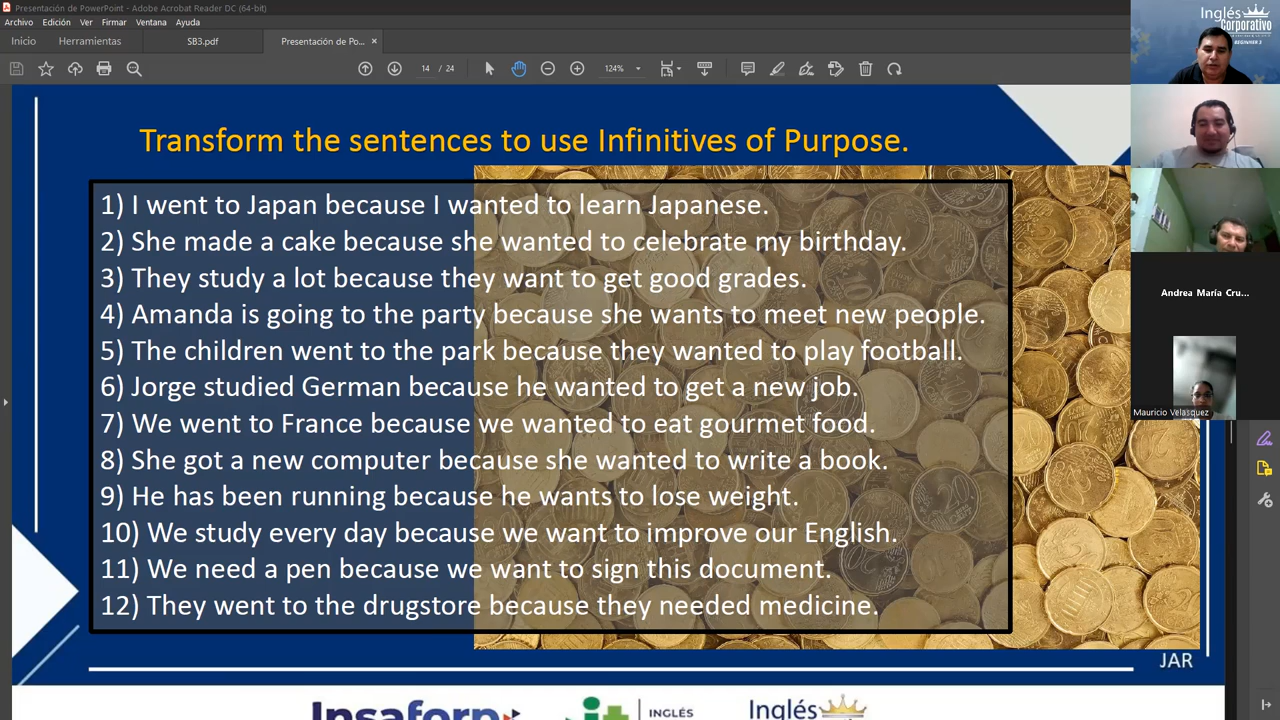 Presentación de PowerPoint - Adobe Acrobat Reader DC (64-bit)
Archivo Edición Ver Firmar Ventana Ayuda
Inicio Herramientas SB3.pdf Presentación de Po... ×
14 / 24 124%
Inglés
Corporativo
BEGINNER 3
Transform the sentences to use Infinitives of Purpose.
1) I went to Japan because I wanted to learn Japanese.
2) She made a cake because she wanted to celebrate my birthday.
3) They study a lot because they want to get good grades.
4) Amanda is going to the party because she wants to meet new people.
5) The children went to the park because they wanted to play football.
6) Jorge studied German because he wanted to get a new job.
7) We went to France because we wanted to eat gourmet food.
8) She got a new computer because she wanted to write a book.
9) He has been running because he wants to lose weight.
10) We study every day because we want to improve our English.
11) We need a pen because we want to sign this document.
12) They went to the drugstore because they needed medicine.
Andrea María Cru...
Mauricio Velasquez
JAR
Insaforp INGLÉS Inglés